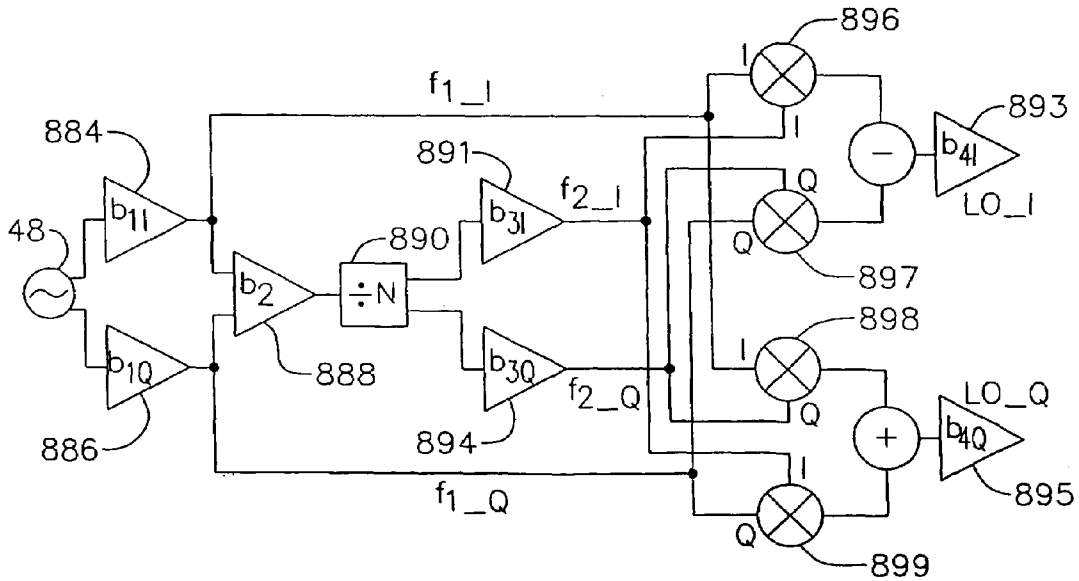 896
I
f1_I
893
884
I
b4I
891
−
b1I
f2_I
Q
LO_I
48
b3I
890
Q
b2
÷N
897
898
I
b1Q
888
b3Q
LO_Q
f2_Q
Q
886
894
+
b4Q
I
895
f1_Q
Q
899